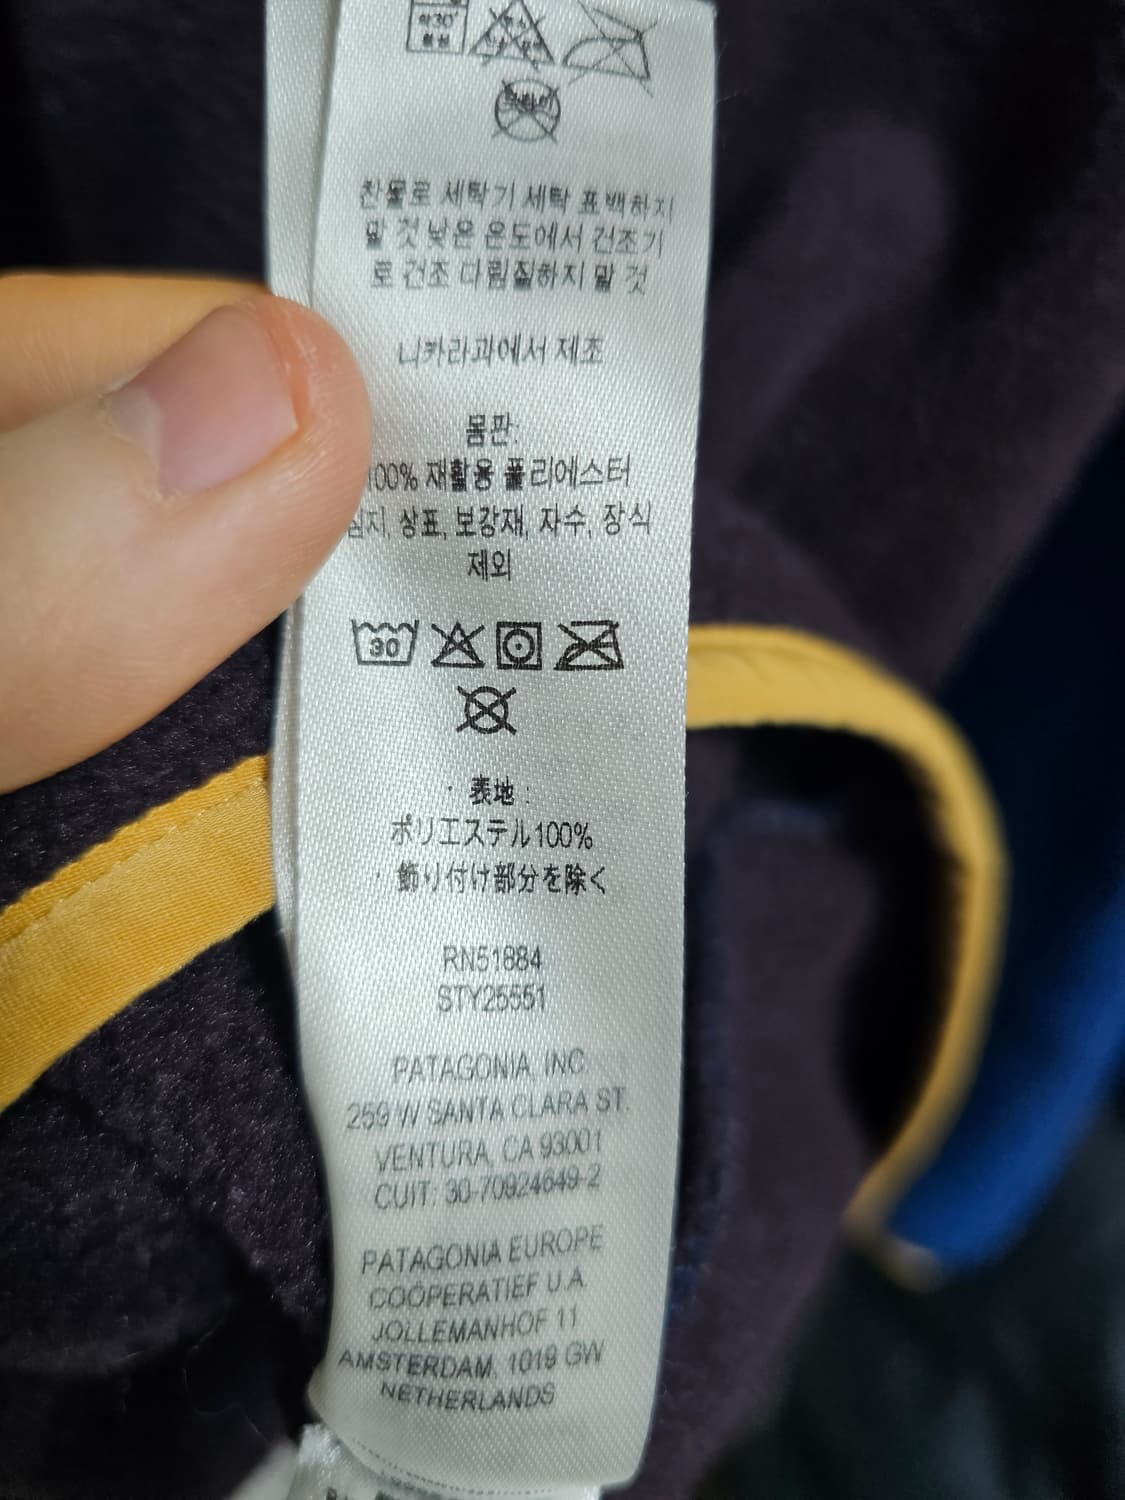 찬물로 세탁기 세탁 표백하지
말 것 낮은 온도에서 건조기
로 건조 다림질하지 말 것
니카라과에서 제조
몸판:
100% 재활용 폴리에스터
심지, 상표, 보강재, 자수, 장식
제외
30
・表地:
ポリエステル100%
・飾り付け部分を除く
RN51884
STY25551
PATAGONIA, INC.
259 W SANTA CLARA ST.
VENTURA, CA 93001
CUIT: 30-70924649-2
PATAGONIA EUROPE
COÖPERATIEF U.A.
JOLLEMANHOF 11
AMSTERDAM, 1019 GW
NETHERLANDS